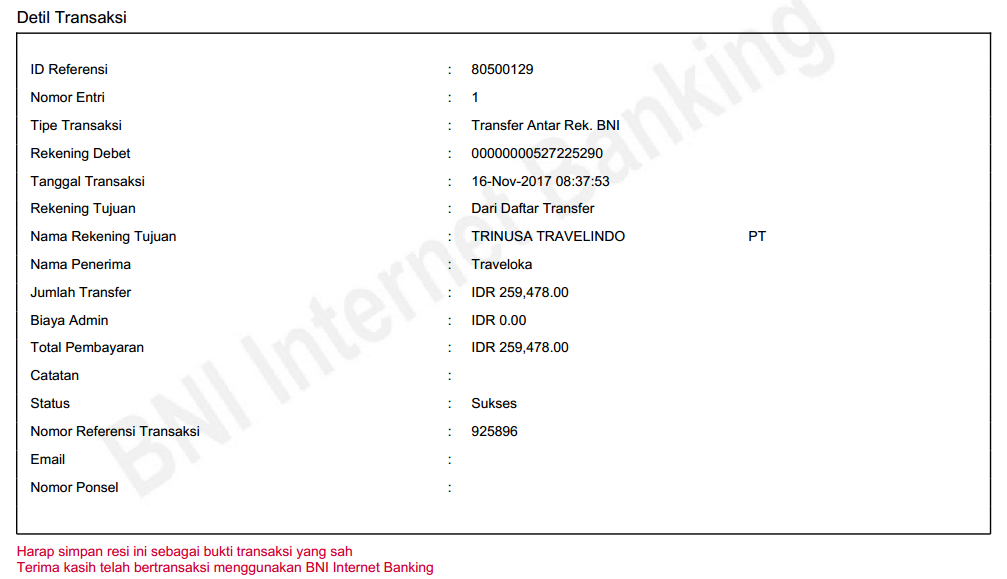 Detil Transaksi
ID Referensi : 80500129
Nomor Entri : 1
Tipe Transaksi : Transfer Antar Rek. BNI
Rekening Debet : 00000000527225290
Tanggal Transaksi : 16-Nov-2017 08:37:53
Rekening Tujuan : Dari Daftar Transfer
Nama Rekening Tujuan : TRINUSA TRAVELINDO PT
Nama Penerima : Traveloka
Jumlah Transfer : IDR 259,478.00
Biaya Admin : IDR 0.00
Total Pembayaran : IDR 259,478.00
Catatan :
Status : Sukses
Nomor Referensi Transaksi : 925896
Email :
Nomor Ponsel :
BNI Internet Banking
Harap simpan resi ini sebagai bukti transaksi yang sah
Terima kasih telah bertransaksi menggunakan BNI Internet Banking